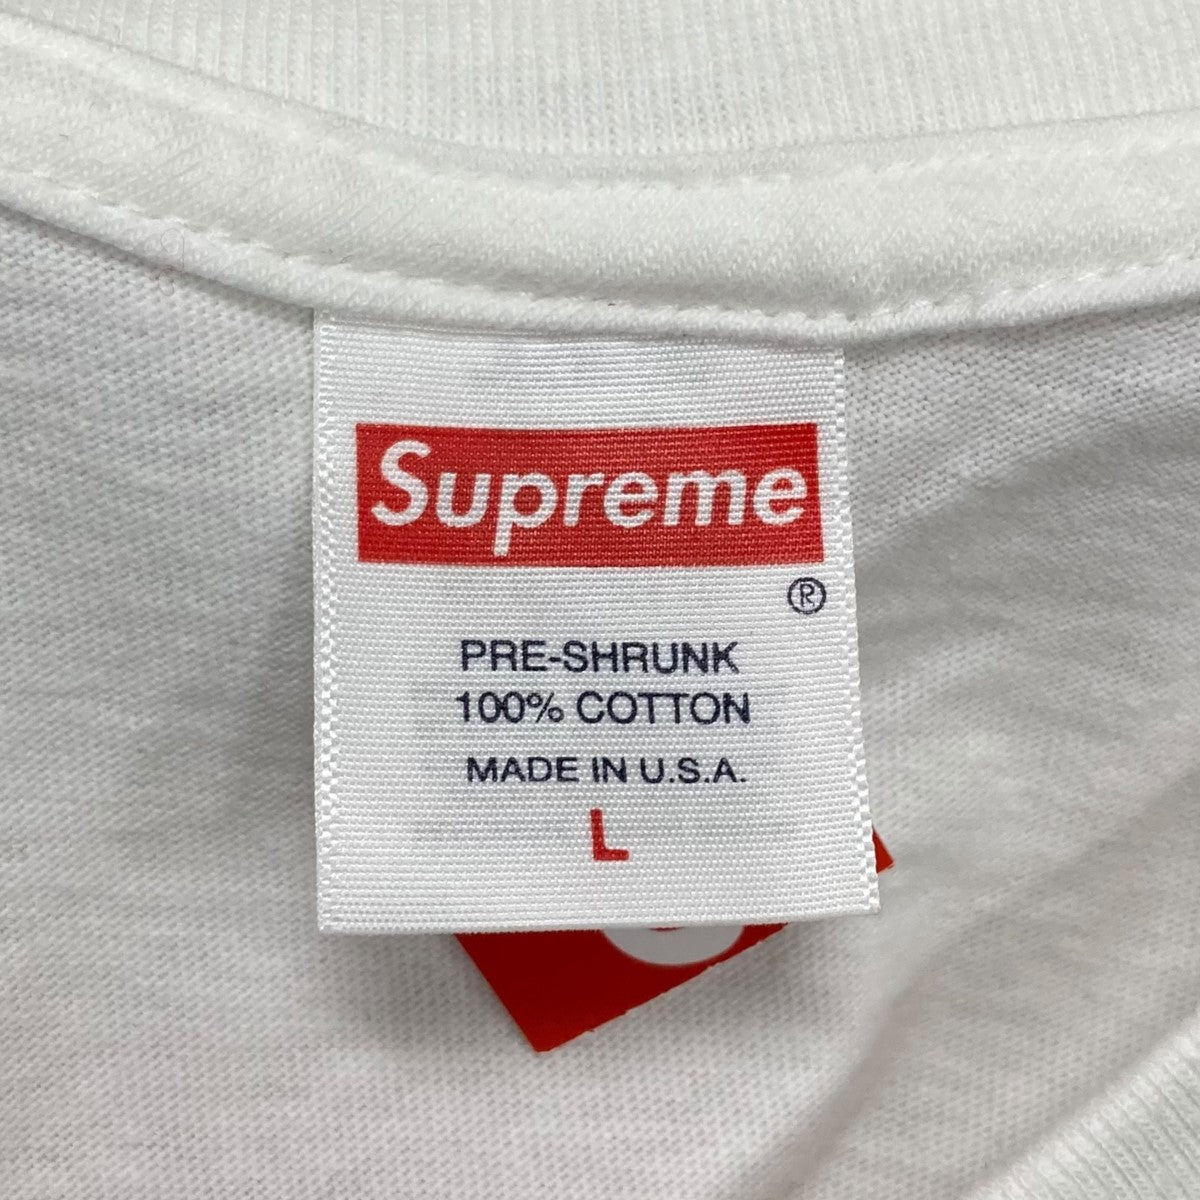 Supreme
®
PRE-SHRUNK
100% COTTON
MADE IN U.S.A.
L